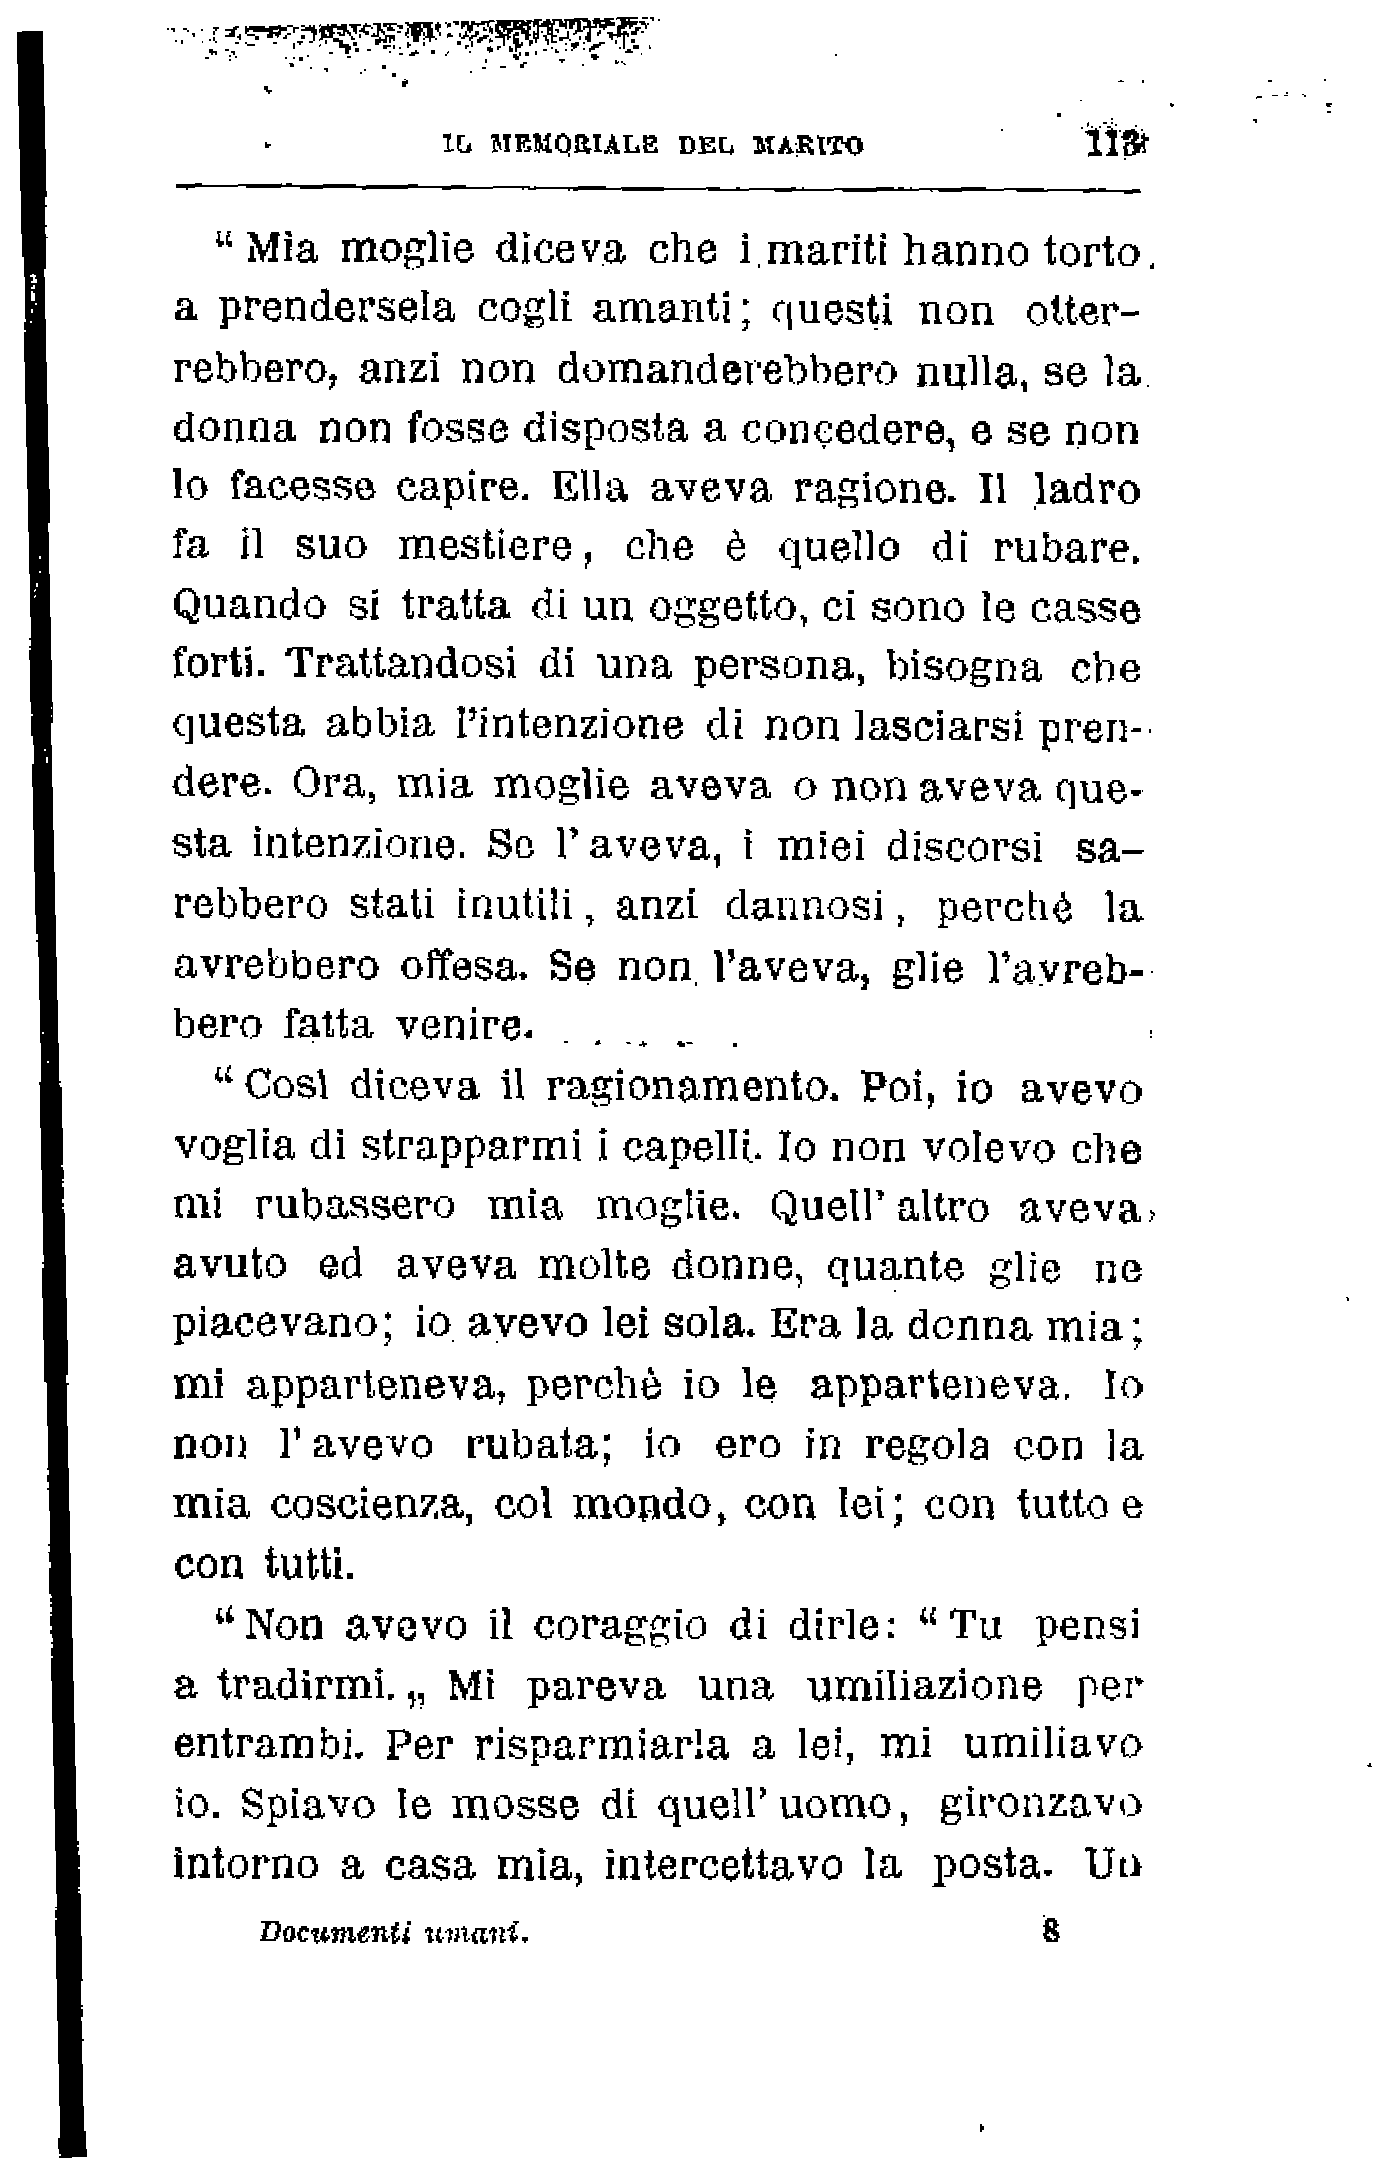 IL MEMORIALE DEL MARITO 113
“ Mia moglie diceva che i mariti hanno torto
a prendersela cogli amanti; questi non otter-
rebbero, anzi non domanderebbero nulla, se la
donna non fosse disposta a concedere, e se non
lo facesse capire. Ella aveva ragione. Il ladro
fa il suo mestiere, che è quello di rubare.
Quando si tratta di un oggetto, ci sono le casse
forti. Trattandosi di una persona, bisogna che
questa abbia l'intenzione di non lasciarsi pren-
dere. Ora, mia moglie aveva o non aveva que-
sta intenzione. Se l' aveva, i miei discorsi sa-
rebbero stati inutili, anzi dannosi, perchè la
avrebbero offesa. Se non l'aveva, glie l'avreb-
bero fatta venire.
“ Così diceva il ragionamento. Poi, io avevo
voglia di strapparmi i capelli. Io non volevo che
mi rubassero mia moglie. Quell' altro aveva
avuto ed aveva molte donne, quante glie ne
piacevano; io avevo lei sola. Era la donna mia;
mi apparteneva, perchè io le apparteneva. Io
non l' avevo rubata; io ero in regola con la
mia coscienza, col mondo, con lei; con tutto e
con tutti.
“ Non avevo il coraggio di dirle: “ Tu pensi
a tradirmi. „ Mi pareva una umiliazione per
entrambi. Per risparmiarla a lei, mi umiliavo
io. Spiavo le mosse di quell' uomo, gironzavo
intorno a casa mia, intercettavo la posta. Un
Documenti umani. 8